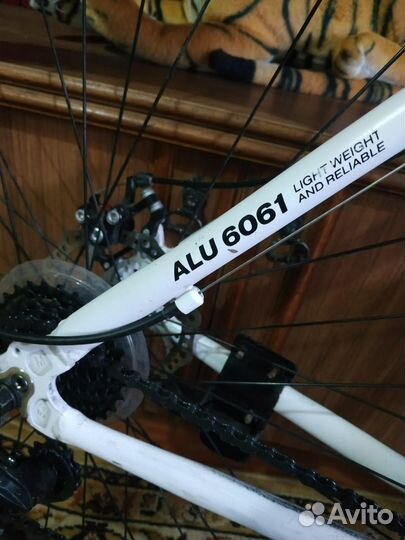 ALU 6061
LIGHT WEIGHT
AND RELIABLE
Avito